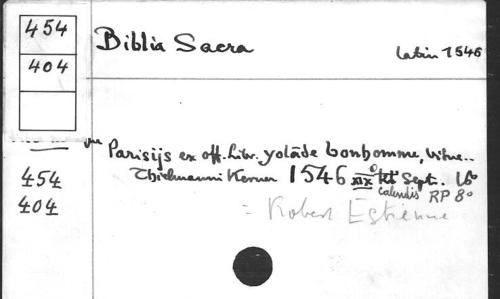 454
404
Biblia Sacra
latin 1546
Parisijs ex off. Libr. yolāde bonhomme, vidue..
Thielmanni Kerver 1546 XIX kl Sept. 16°
calendis RP 8°
= Robert Estienne
454
404